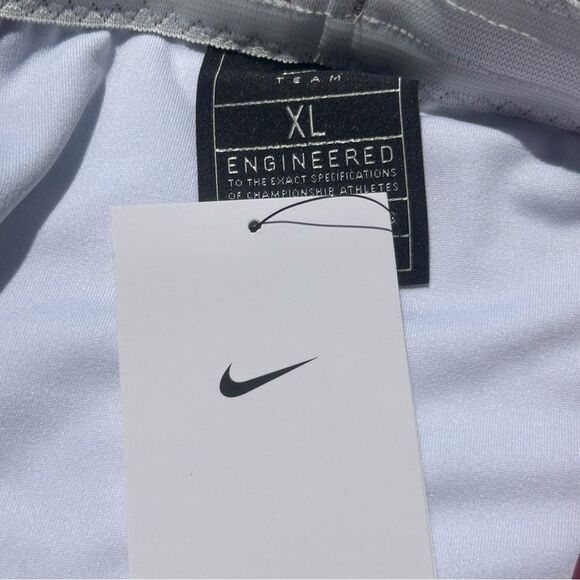 TEAM
XL
ENGINEERED
TO THE EXACT SPECIFICATIONS
OF CHAMPIONSHIP ATHLETES